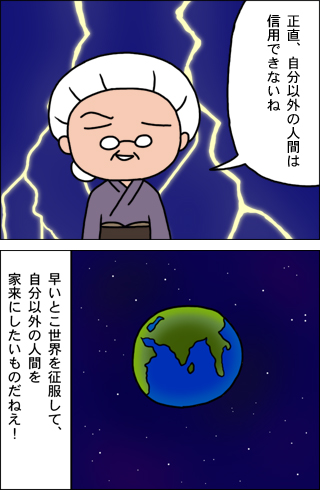 正直、自分以外の人間は
信用できないね
早いとこ世界を征服して、
自分以外の人間を
家来にしたいものだねえ！